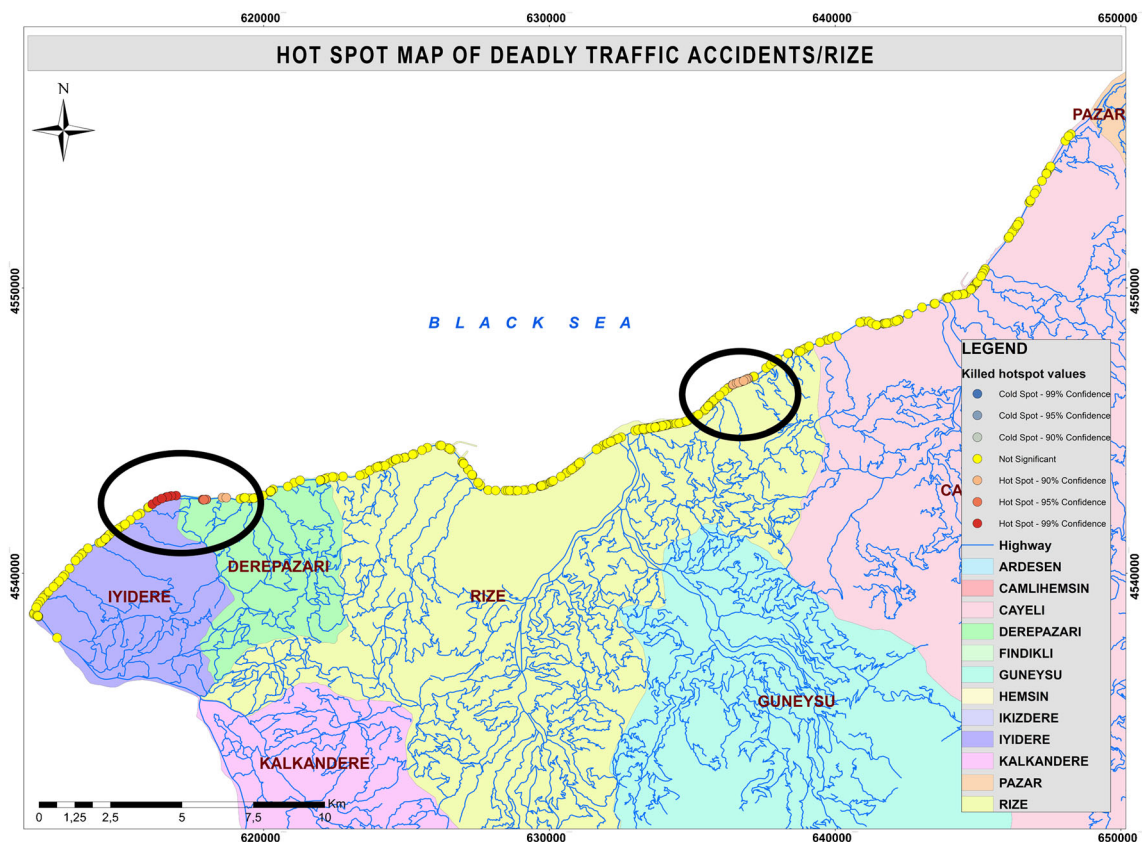 620000 630000 640000 650000
HOT SPOT MAP OF DEADLY TRAFFIC ACCIDENTS/RIZE
N
PAZAR
4550000 4550000
BLACK SEA
LEGEND
Killed hotspot values
Cold Spot - 99% Confidence
Cold Spot - 95% Confidence
Cold Spot - 90% Confidence
Not Significant
Hot Spot - 90% Confidence
Hot Spot - 95% Confidence
Hot Spot - 99% Confidence
Highway
ARDESEN
CAMLIHEMSIN
CAYELI
DEREPAZARI
FINDIKLI
GUNEYSU
HEMSIN
IKIZDERE
IYIDERE
KALKANDERE
PAZAR
RIZE
CA
4540000 4540000
DEREPAZARI
IYIDERE
RIZE
GUNEYSU
KALKANDERE
0 1,25 2,5 5 7,5 10
Km
620000 630000 640000 650000